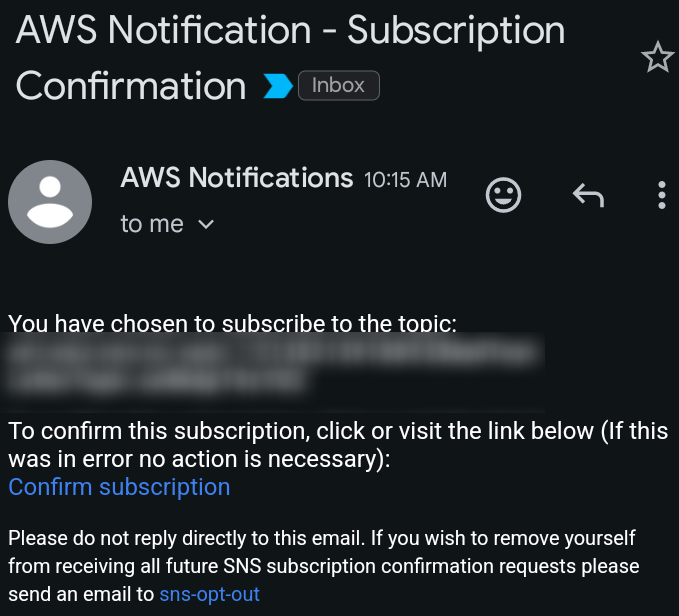 AWS Notification - Subscription
Confirmation Inbox
AWS Notifications 10:15 AM
to me
You have chosen to subscribe to the topic:
To confirm this subscription, click or visit the link below (If this
was in error no action is necessary):
Confirm subscription
Please do not reply directly to this email. If you wish to remove yourself
from receiving all future SNS subscription confirmation requests please
send an email to sns-opt-out